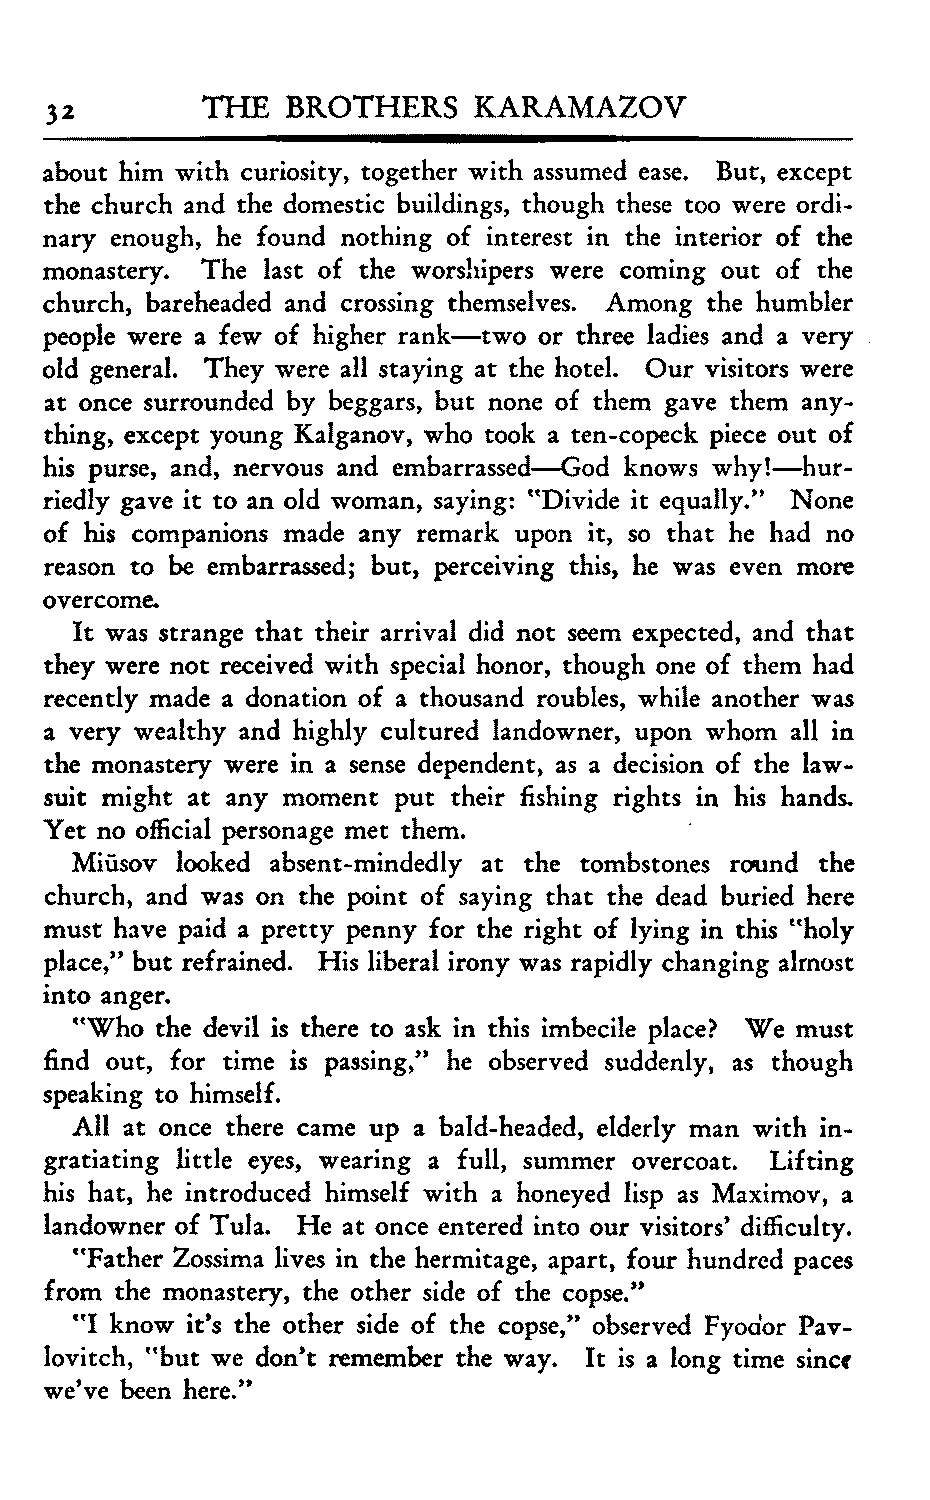 32 THE BROTHERS KARAMAZOV
about him with curiosity, together with assumed ease. But, except
the church and the domestic buildings, though these too were ordi-
nary enough, he found nothing of interest in the interior of the
monastery. The last of the worshipers were coming out of the
church, bareheaded and crossing themselves. Among the humbler
people were a few of higher rank—two or three ladies and a very
old general. They were all staying at the hotel. Our visitors were
at once surrounded by beggars, but none of them gave them any-
thing, except young Kalganov, who took a ten-copeck piece out of
his purse, and, nervous and embarrassed—God knows why!—hur-
riedly gave it to an old woman, saying: "Divide it equally." None
of his companions made any remark upon it, so that he had no
reason to be embarrassed; but, perceiving this, he was even more
overcome.
It was strange that their arrival did not seem expected, and that
they were not received with special honor, though one of them had
recently made a donation of a thousand roubles, while another was
a very wealthy and highly cultured landowner, upon whom all in
the monastery were in a sense dependent, as a decision of the law-
suit might at any moment put their fishing rights in his hands.
Yet no official personage met them.
Miüsov looked absent-mindedly at the tombstones round the
church, and was on the point of saying that the dead buried here
must have paid a pretty penny for the right of lying in this "holy
place," but refrained. His liberal irony was rapidly changing almost
into anger.
"Who the devil is there to ask in this imbecile place? We must
find out, for time is passing," he observed suddenly, as though
speaking to himself.
All at once there came up a bald-headed, elderly man with in-
gratiating little eyes, wearing a full, summer overcoat. Lifting
his hat, he introduced himself with a honeyed lisp as Maximov, a
landowner of Tula. He at once entered into our visitors' difficulty.
"Father Zossima lives in the hermitage, apart, four hundred paces
from the monastery, the other side of the copse."
"I know it's the other side of the copse," observed Fyodor Pav-
lovitch, "but we don't remember the way. It is a long time since
we've been here."